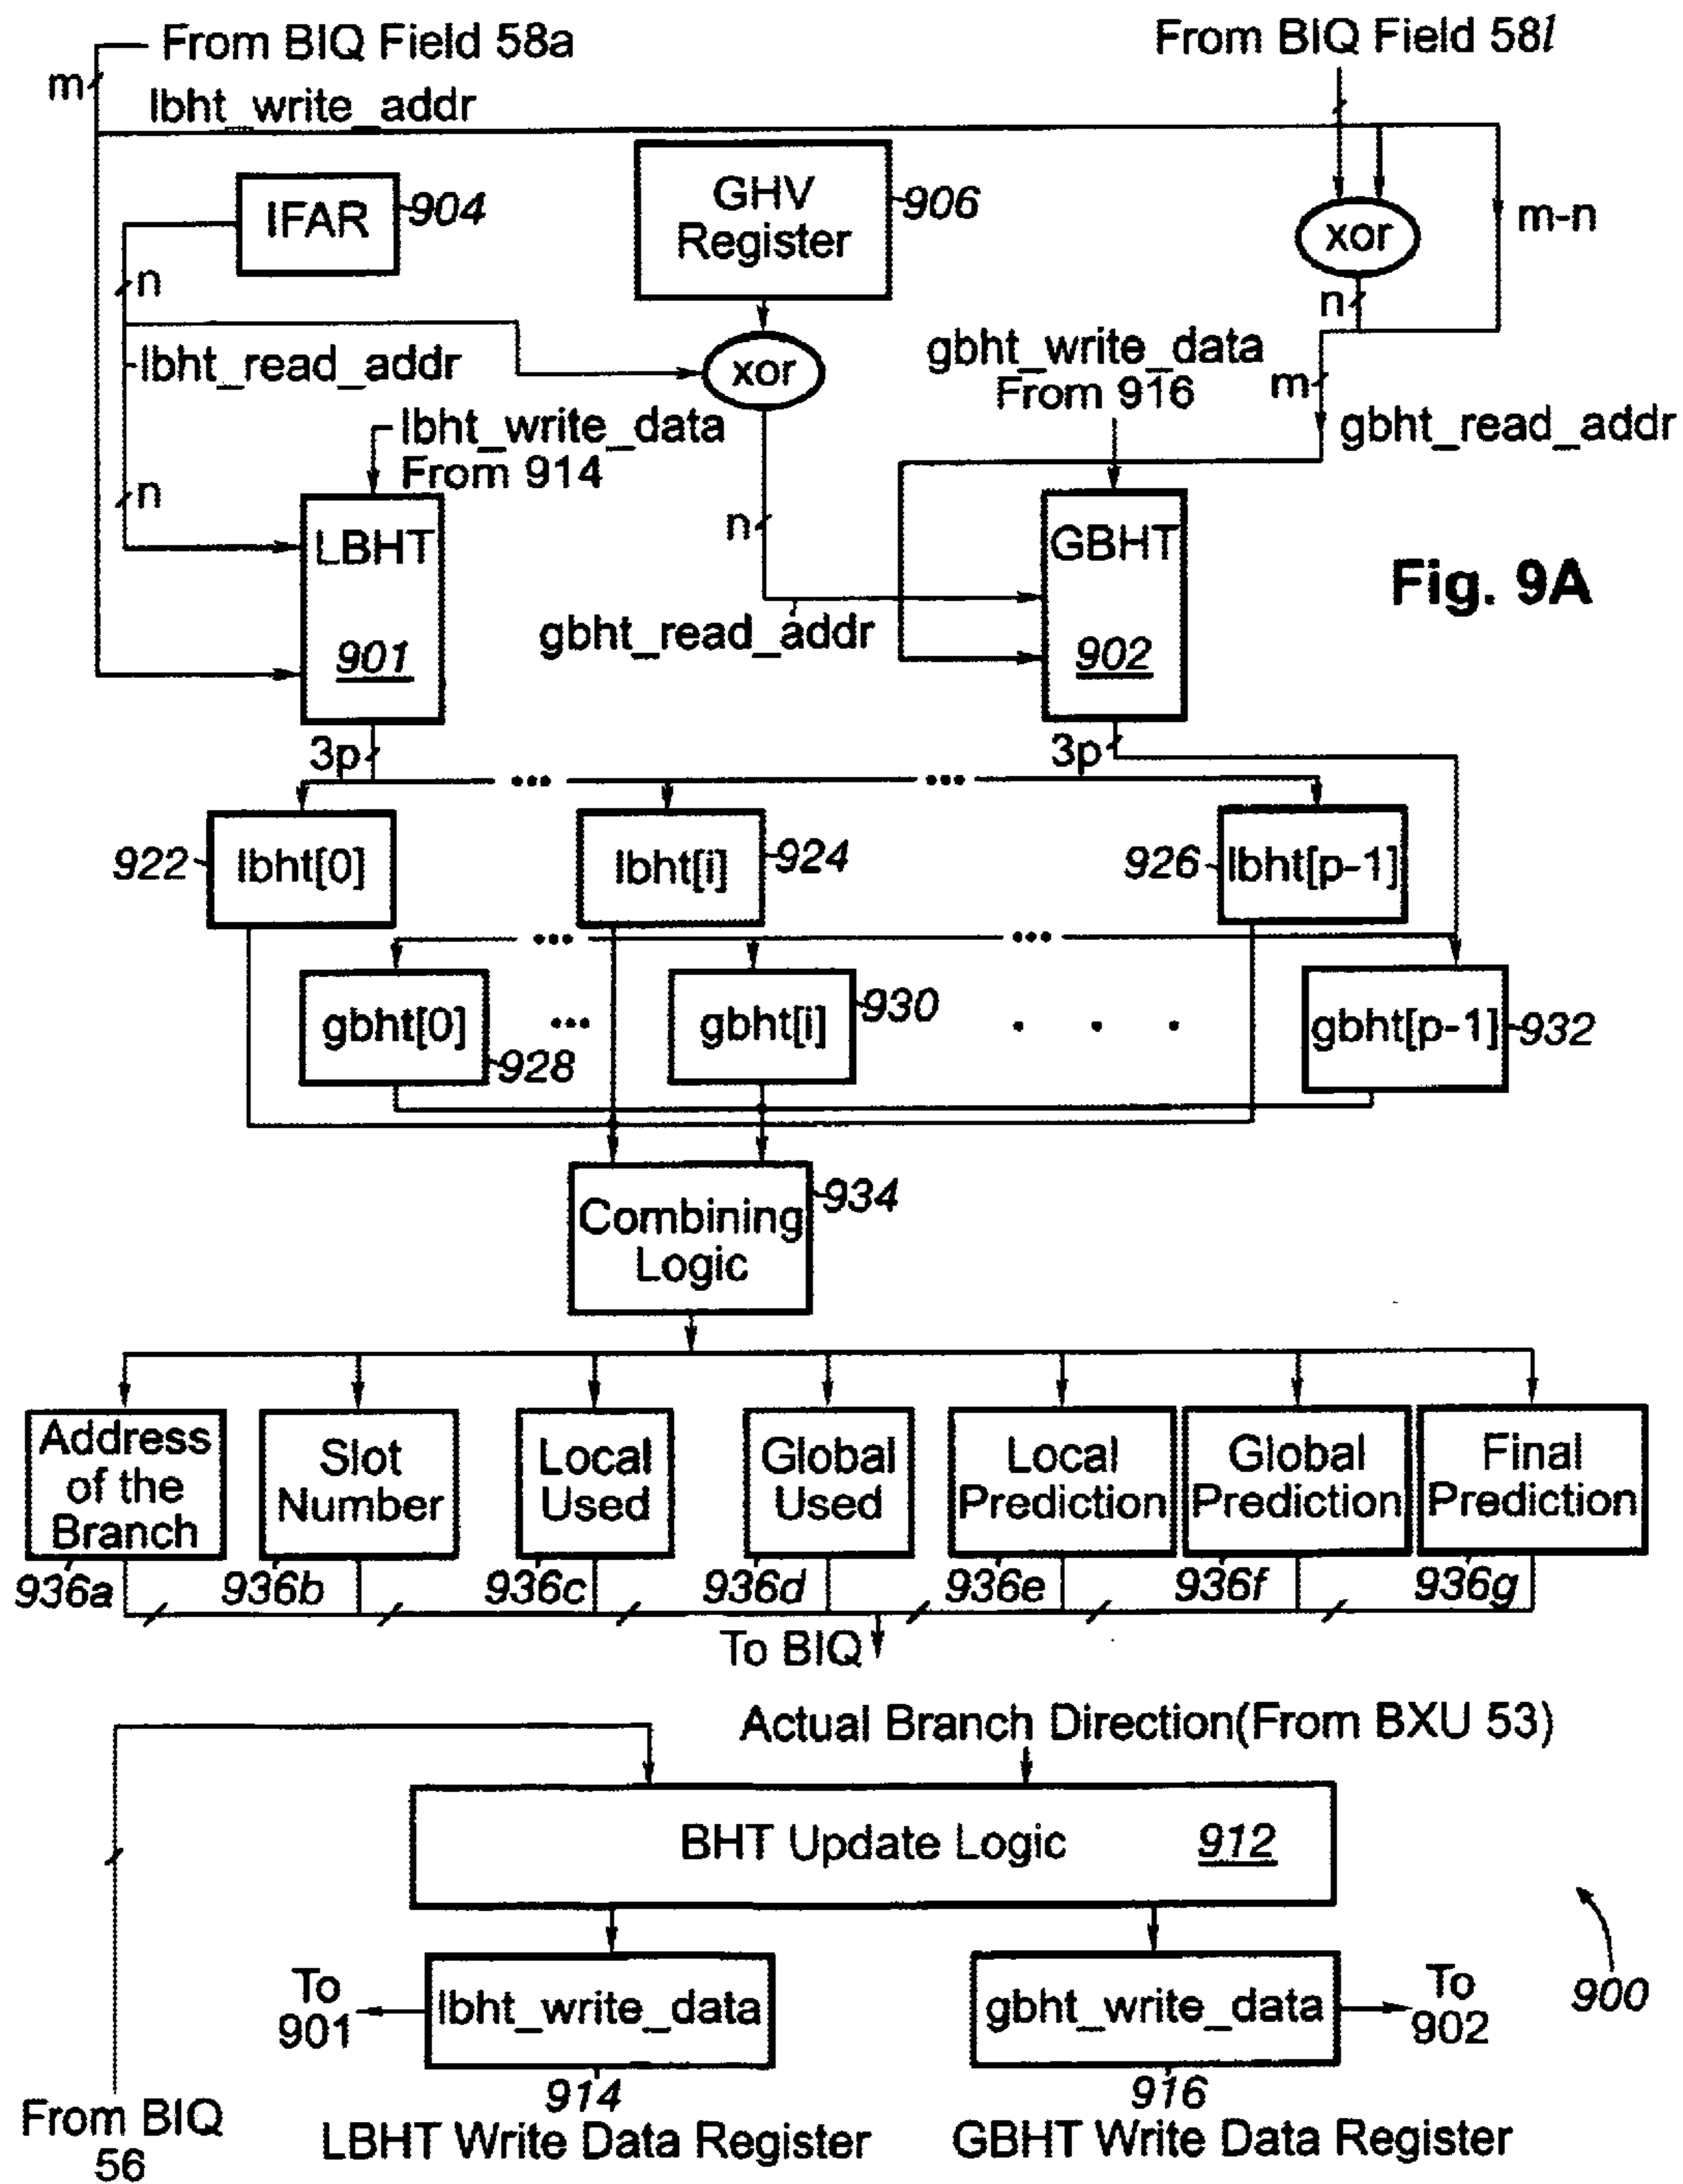 From BIQ Field 58a
From BIQ Field 58l
m
lbht_write_addr
IFAR
904
GHV
Register
906
xor
m-n
n
n
lbht_read_addr
xor
gbht_write_data
From 916
m
gbht_read_addr
lbht_write_data
From 914
n
n
LBHT
901
GBHT
902
Fig. 9A
gbht_read_addr
3p
3p
...
...
922
lbht[0]
lbht[i]
924
926
lbht[p-1]
...
...
gbht[0]
928
...
gbht[i]
930
. . .
gbht[p-1]
932
Combining
Logic
934
Address
of the
Branch
Slot
Number
Local
Used
Global
Used
Local
Prediction
Global
Prediction
Final
Prediction
936a
936b
936c
936d
936e
936f
936g
To BIQ
Actual Branch Direction(From BXU 53)
BHT Update Logic
912
To
901
lbht_write_data
gbht_write_data
To
902
900
914
LBHT Write Data Register
916
GBHT Write Data Register
From BIQ
56